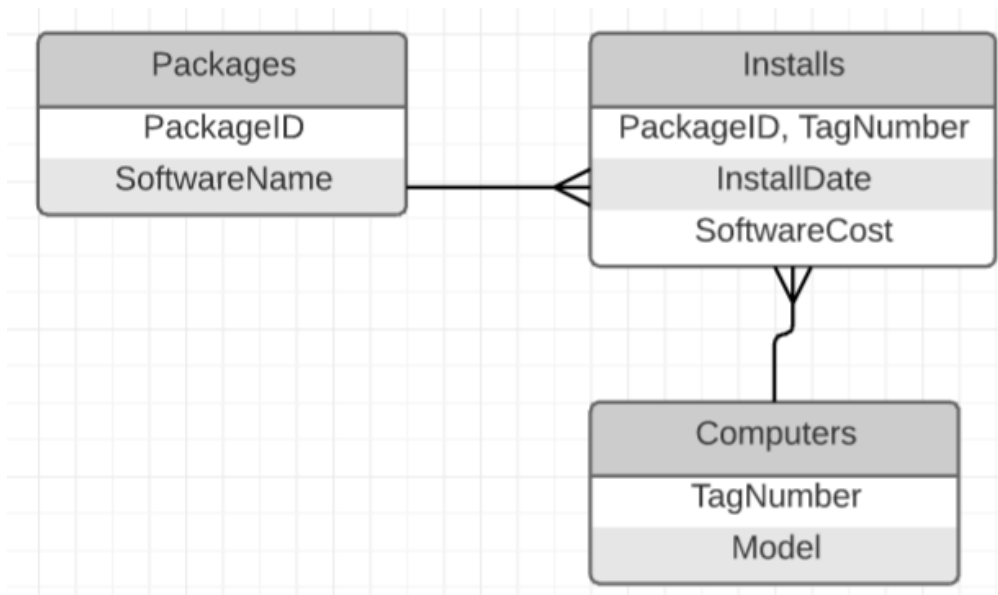 Packages
PackageID
SoftwareName
Installs
PackageID, TagNumber
InstallDate
SoftwareCost
Computers
TagNumber
Model